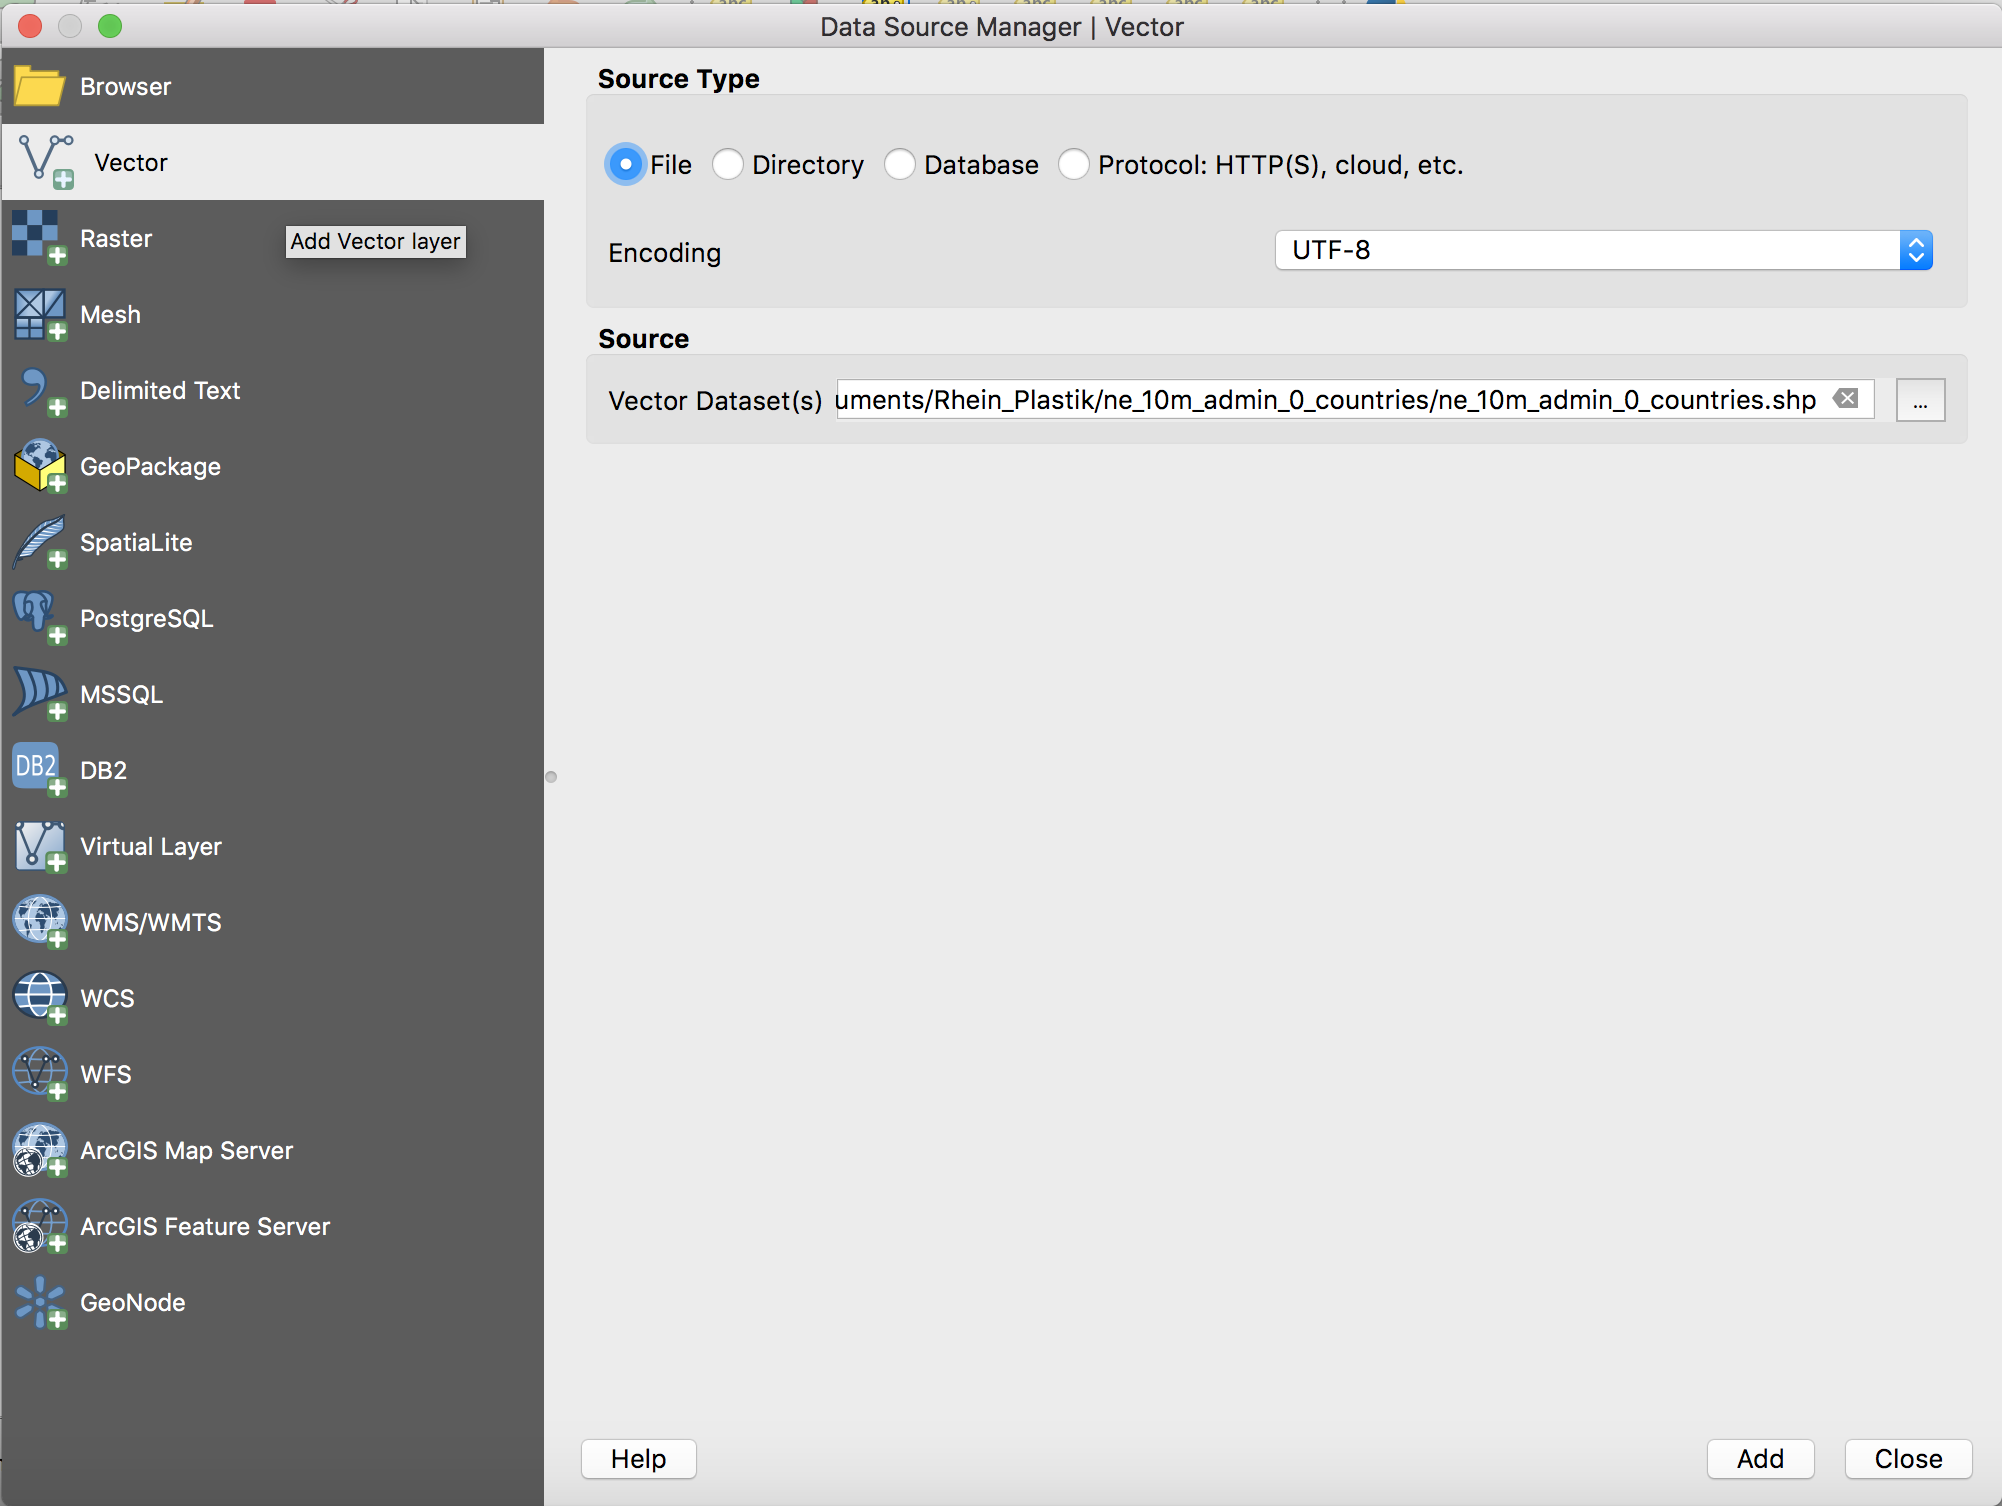 Data Source Manager | Vector
Browser
Vector
Raster
Add Vector layer
Mesh
Delimited Text
GeoPackage
SpatiaLite
PostgreSQL
MSSQL
DB2
DB2
Virtual Layer
WMS/WMTS
WCS
WFS
ArcGIS Map Server
ArcGIS Feature Server
GeoNode
Source Type
File
Directory
Database
Protocol: HTTP(S), cloud, etc.
Encoding
UTF-8
Source
Vector Dataset(s)
uments/Rhein_Plastik/ne_10m_admin_0_countries/ne_10m_admin_0_countries.shp
...
Help
Add
Close